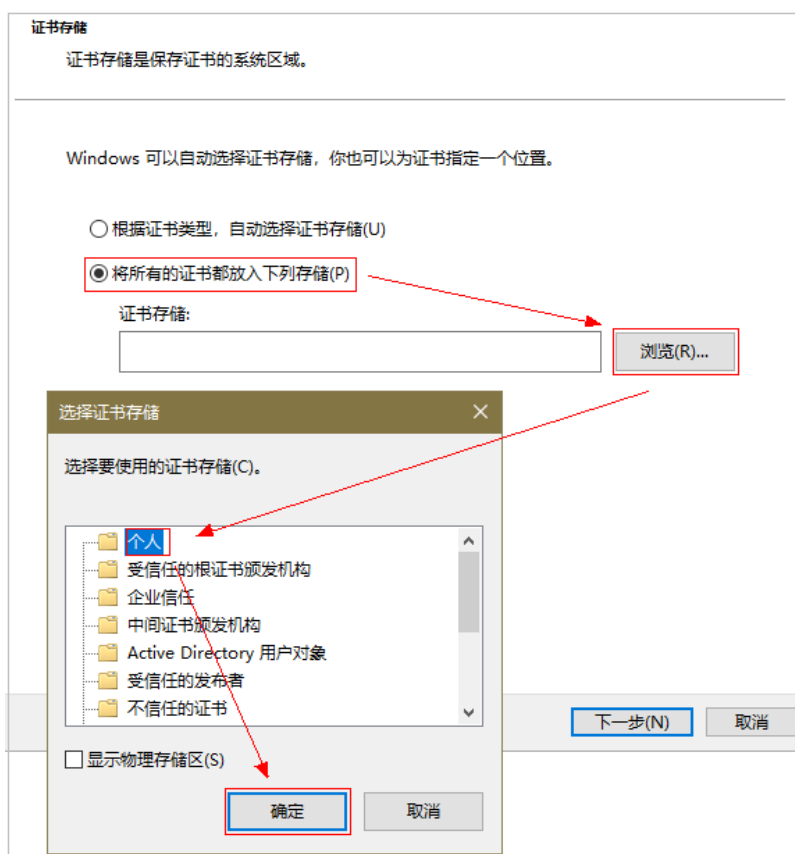 证书存储
证书存储是保存证书的系统区域。
Windows 可以自动选择证书存储，你也可以为证书指定一个位置。
根据证书类型，自动选择证书存储(U)
将所有的证书都放入下列存储(P)
证书存储:
浏览(R)...
选择证书存储
选择要使用的证书存储(C)。
个人
受信任的根证书颁发机构
企业信任
中间证书颁发机构
Active Directory 用户对象
受信任的发布者
不信任的证书
显示物理存储区(S)
确定
取消
下一步(N)
取消